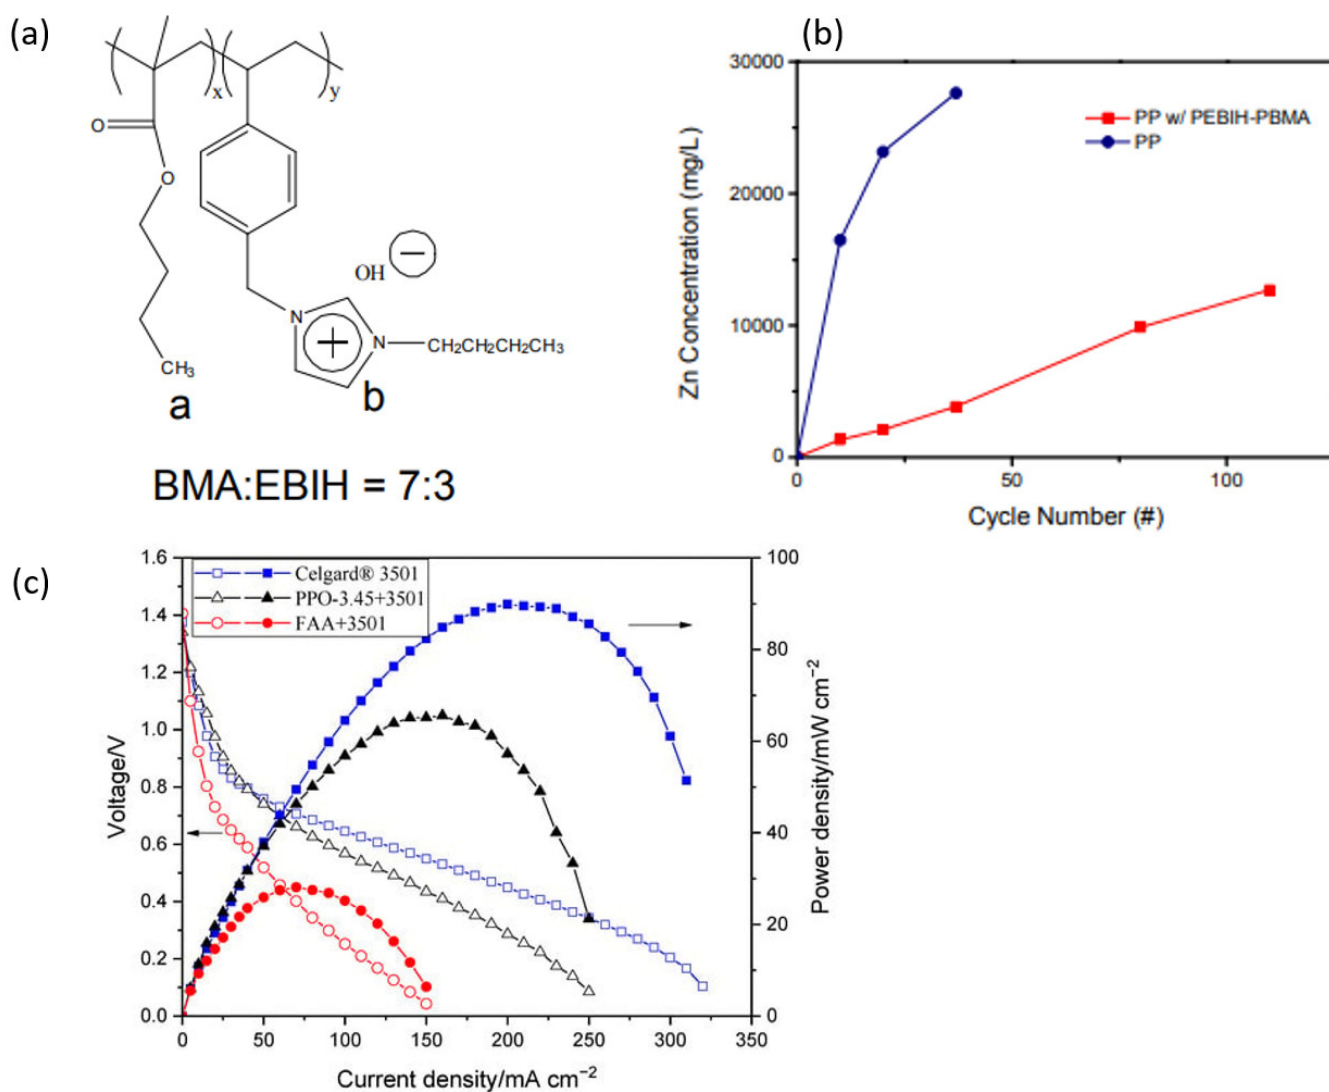 (a)
x
y
O
O
CH3
a
OH
N
N
CH2CH2CH2CH3
b
BMA:EBIH = 7:3
(b)
30000
20000
10000
0
Zn Concentration (mg/L)
PP w/ PEBIH-PBMA
PP
0
50
100
Cycle Number (#)
(c)
1.6
1.4
1.2
1.0
0.8
0.6
0.4
0.2
0.0
Voltage/V
Celgard® 3501
PPO-3.45+3501
FAA+3501
100
80
60
40
20
0
Power density/mW cm⁻²
0
50
100
150
200
250
300
350
Current density/mA cm⁻²